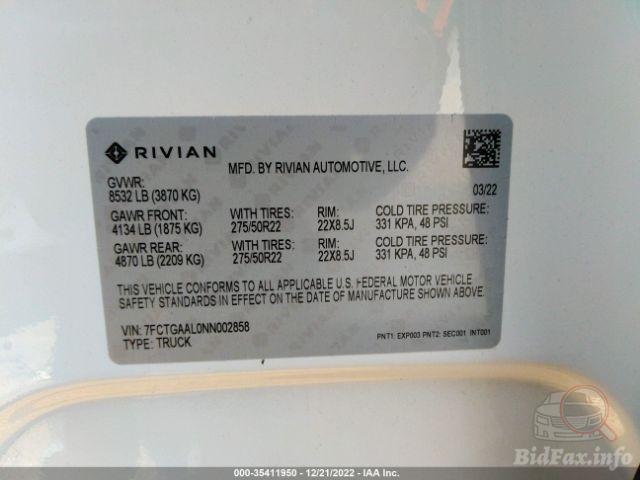 RIVIAN
MFD. BY RIVIAN AUTOMOTIVE, LLC.
GVWR:
8532 LB (3870 KG)
03/22
GAWR FRONT: WITH TIRES: RIM: COLD TIRE PRESSURE:
4134 LB (1875 KG) 275/50R22 22X8.5J 331 KPA, 48 PSI
GAWR REAR: WITH TIRES: RIM: COLD TIRE PRESSURE:
4870 LB (2209 KG) 275/50R22 22X8.5J 331 KPA, 48 PSI
THIS VEHICLE CONFORMS TO ALL APPLICABLE U.S. FEDERAL MOTOR VEHICLE
SAFETY STANDARDS IN EFFECT ON THE DATE OF MANUFACTURE SHOWN ABOVE.
VIN: 7FCTGAAL0NN002858
TYPE: TRUCK
PNT1: EXP003 PNT2: SEC001 INT001
000-35411950 - 12/21/2022 - IAA Inc.
BidFax.info